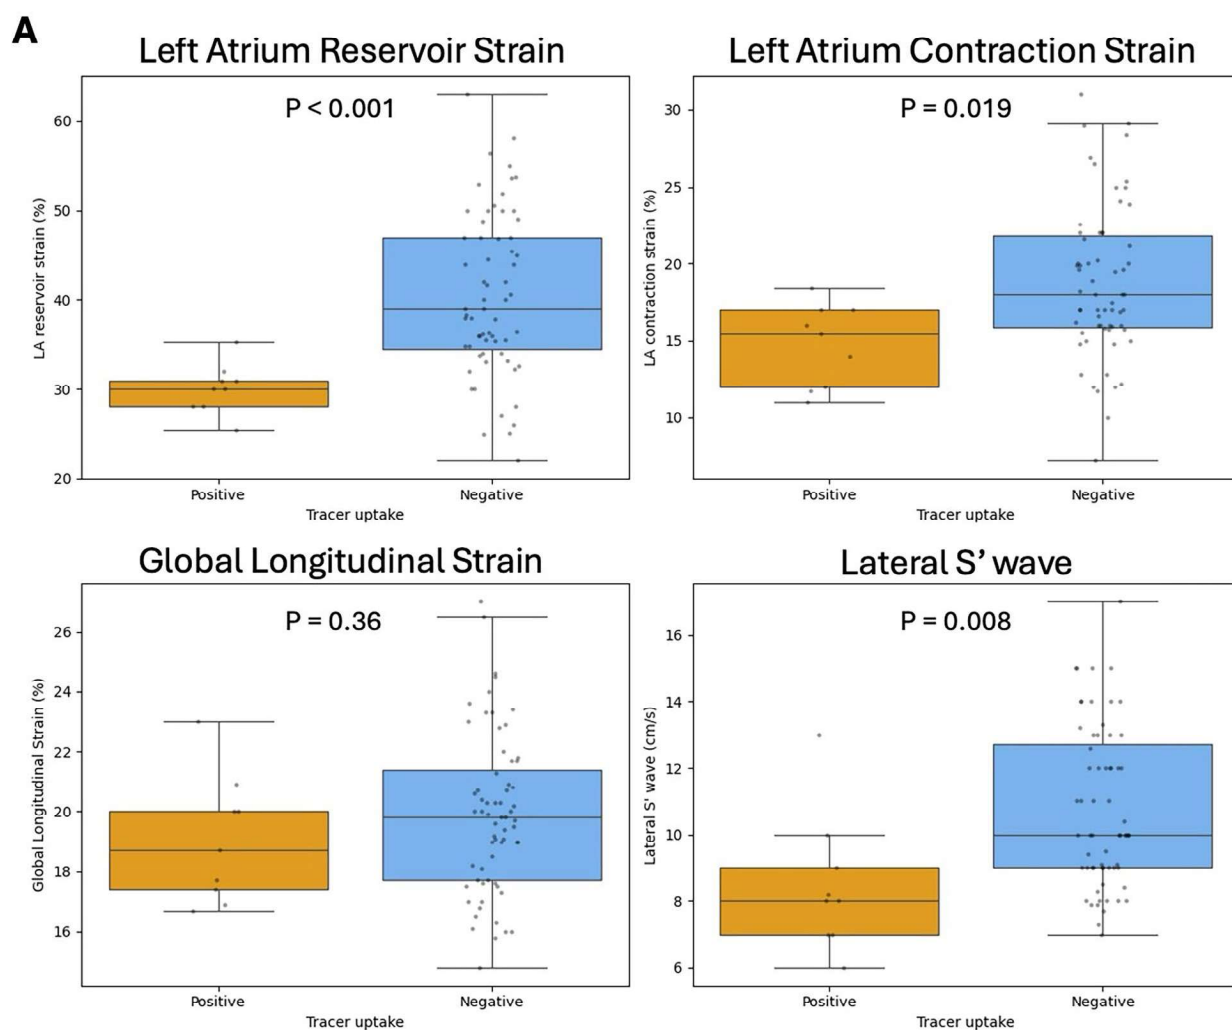 A
Left Atrium Reservoir Strain
P < 0.001
LA reservoir strain (%)
60
50
40
30
20
Positive
Negative
Tracer uptake
Left Atrium Contraction Strain
P = 0.019
LA contraction strain (%)
30
25
20
15
10
Positive
Negative
Tracer uptake
Global Longitudinal Strain
P = 0.36
Global Longitudinal Strain (%)
26
24
22
20
18
16
Positive
Negative
Tracer uptake
Lateral S’ wave
P = 0.008
Lateral S' wave (cm/s)
16
14
12
10
8
6
Positive
Negative
Tracer uptake